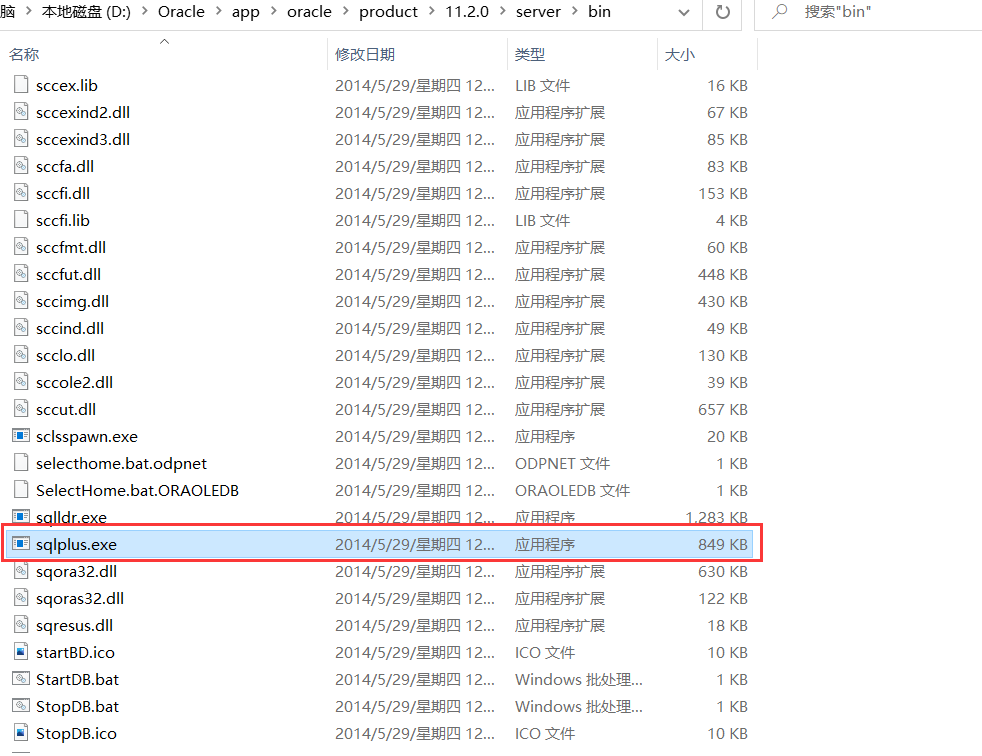 脑 > 本地磁盘 (D:) > Oracle > app > oracle > product > 11.2.0 > server > bin 搜索"bin"
名称 修改日期 类型 大小
sccex.lib 2014/5/29/星期四 12... LIB 文件 16 KB
sccexind2.dll 2014/5/29/星期四 12... 应用程序扩展 67 KB
sccexind3.dll 2014/5/29/星期四 12... 应用程序扩展 85 KB
sccfa.dll 2014/5/29/星期四 12... 应用程序扩展 83 KB
sccfi.dll 2014/5/29/星期四 12... 应用程序扩展 153 KB
sccfi.lib 2014/5/29/星期四 12... LIB 文件 4 KB
sccfmt.dll 2014/5/29/星期四 12... 应用程序扩展 60 KB
sccfut.dll 2014/5/29/星期四 12... 应用程序扩展 448 KB
sccimg.dll 2014/5/29/星期四 12... 应用程序扩展 430 KB
sccind.dll 2014/5/29/星期四 12... 应用程序扩展 49 KB
scclo.dll 2014/5/29/星期四 12... 应用程序扩展 130 KB
sccole2.dll 2014/5/29/星期四 12... 应用程序扩展 39 KB
sccut.dll 2014/5/29/星期四 12... 应用程序扩展 657 KB
sclsspawn.exe 2014/5/29/星期四 12... 应用程序 20 KB
selecthome.bat.odpnet 2014/5/29/星期四 12... ODPNET 文件 1 KB
SelectHome.bat.ORAOLEDB 2014/5/29/星期四 12... ORAOLEDB 文件 1 KB
sqlldr.exe 2014/5/29/星期四 12... 应用程序 1,283 KB
sqlplus.exe 2014/5/29/星期四 12... 应用程序 849 KB
sqora32.dll 2014/5/29/星期四 12... 应用程序扩展 630 KB
sqoras32.dll 2014/5/29/星期四 12... 应用程序扩展 122 KB
sqresus.dll 2014/5/29/星期四 12... 应用程序扩展 18 KB
startBD.ico 2014/5/29/星期四 12... ICO 文件 10 KB
StartDB.bat 2014/5/29/星期四 12... Windows 批处理... 1 KB
StopDB.bat 2014/5/29/星期四 12... Windows 批处理... 1 KB
StopDB.ico 2014/5/29/星期四 12... ICO 文件 10 KB